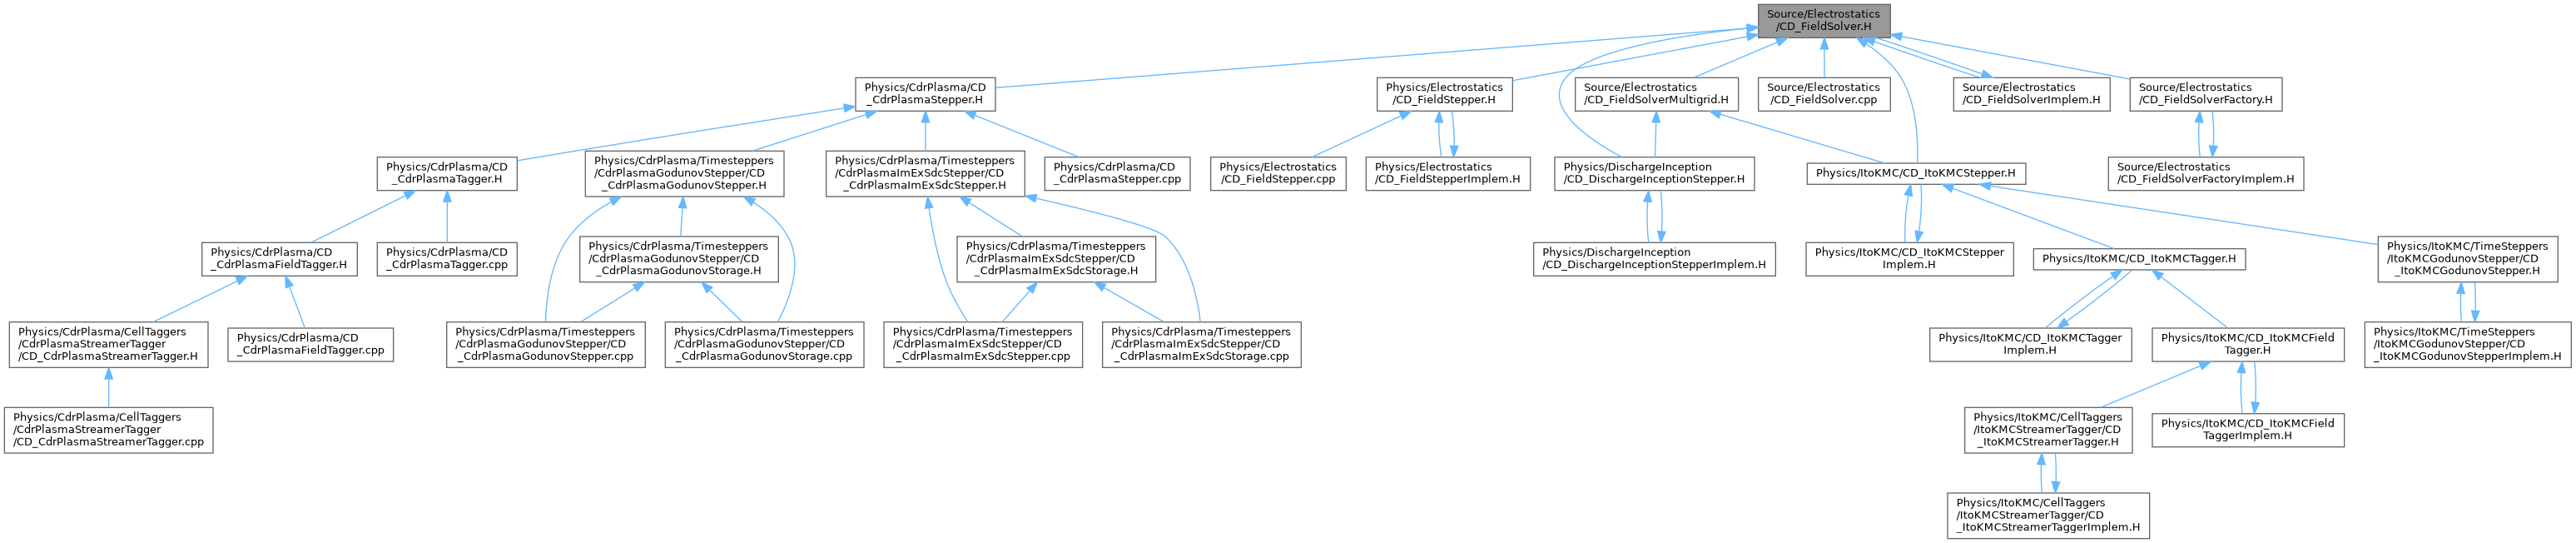 Source/Electrostatics
/CD_FieldSolver.H
Physics/CdrPlasma/CD
_CdrPlasmaStepper.H
Physics/Electrostatics
/CD_FieldStepper.H
Source/Electrostatics
/CD_FieldSolverMultigrid.H
Source/Electrostatics
/CD_FieldSolver.cpp
Source/Electrostatics
/CD_FieldSolverImplem.H
Source/Electrostatics
/CD_FieldSolverFactory.H
Physics/CdrPlasma/CD
_CdrPlasmaTagger.H
Physics/CdrPlasma/Timesteppers
/CdrPlasmaGodunovStepper/CD
_CdrPlasmaGodunovStepper.H
Physics/CdrPlasma/Timesteppers
/CdrPlasmaImExSdcStepper/CD
_CdrPlasmaImExSdcStepper.H
Physics/CdrPlasma/CD
_CdrPlasmaStepper.cpp
Physics/Electrostatics
/CD_FieldStepper.cpp
Physics/Electrostatics
/CD_FieldStepperImplem.H
Physics/DischargeInception
/CD_DischargeInceptionStepper.H
Physics/ItoKMC/CD_ItoKMCStepper.H
Source/Electrostatics
/CD_FieldSolverFactoryImplem.H
Physics/CdrPlasma/CD
_CdrPlasmaFieldTagger.H
Physics/CdrPlasma/CD
_CdrPlasmaTagger.cpp
Physics/CdrPlasma/Timesteppers
/CdrPlasmaGodunovStepper/CD
_CdrPlasmaGodunovStorage.H
Physics/CdrPlasma/Timesteppers
/CdrPlasmaImExSdcStepper/CD
_CdrPlasmaImExSdcStorage.H
Physics/DischargeInception
/CD_DischargeInceptionStepperImplem.H
Physics/ItoKMC/CD_ItoKMCStepper
Implem.H
Physics/ItoKMC/CD_ItoKMCTagger.H
Physics/ItoKMC/TimeSteppers
/ItoKMCGodunovStepper/CD
_ItoKMCGodunovStepper.H
Physics/CdrPlasma/CellTaggers
/CdrPlasmaStreamerTagger
/CD_CdrPlasmaStreamerTagger.H
Physics/CdrPlasma/CD
_CdrPlasmaFieldTagger.cpp
Physics/CdrPlasma/Timesteppers
/CdrPlasmaGodunovStepper/CD
_CdrPlasmaGodunovStepper.cpp
Physics/CdrPlasma/Timesteppers
/CdrPlasmaGodunovStepper/CD
_CdrPlasmaGodunovStorage.cpp
Physics/CdrPlasma/Timesteppers
/CdrPlasmaImExSdcStepper/CD
_CdrPlasmaImExSdcStepper.cpp
Physics/CdrPlasma/Timesteppers
/CdrPlasmaImExSdcStepper/CD
_CdrPlasmaImExSdcStorage.cpp
Physics/ItoKMC/CD_ItoKMCTagger
Implem.H
Physics/ItoKMC/CD_ItoKMCField
Tagger.H
Physics/ItoKMC/TimeSteppers
/ItoKMCGodunovStepper/CD
_ItoKMCGodunovStepperImplem.H
Physics/CdrPlasma/CellTaggers
/CdrPlasmaStreamerTagger
/CD_CdrPlasmaStreamerTagger.cpp
Physics/ItoKMC/CellTaggers
/ItoKMCStreamerTagger/CD
_ItoKMCStreamerTagger.H
Physics/ItoKMC/CD_ItoKMCField
TaggerImplem.H
Physics/ItoKMC/CellTaggers
/ItoKMCStreamerTagger/CD
_ItoKMCStreamerTaggerImplem.H